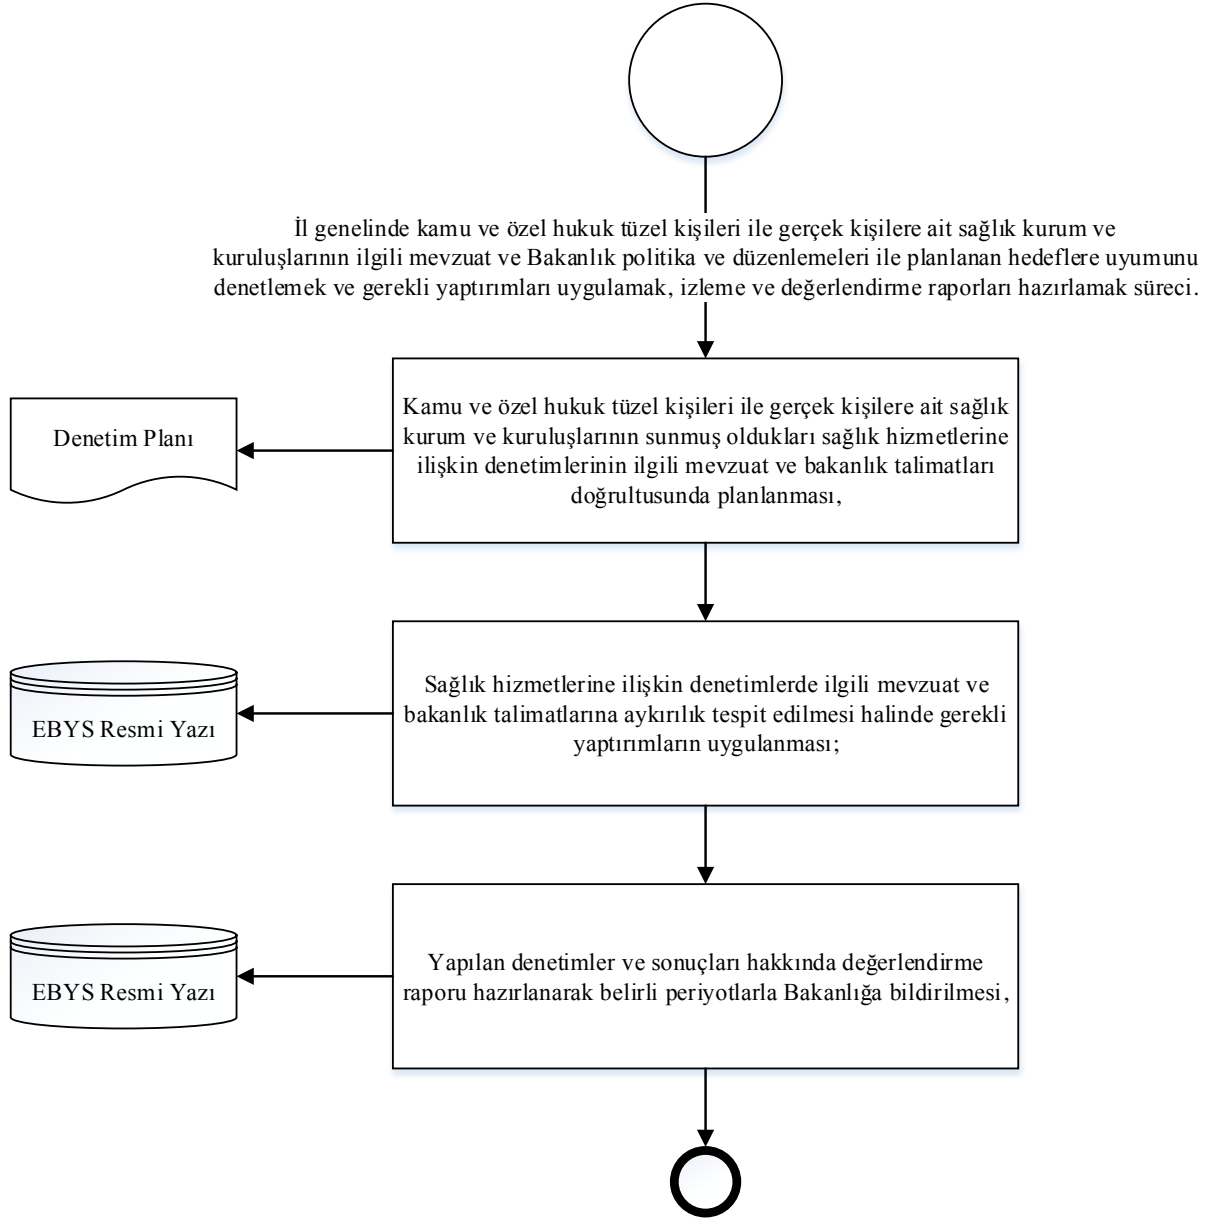 İl genelinde kamu ve özel hukuk tüzel kişileri ile gerçek kişilere ait sağlık kurum ve
kuruluşlarının ilgili mevzuat ve Bakanlık politika ve düzenlemeleri ile planlanan hedeflere uyumunu
denetlemek ve gerekli yaptırımları uygulamak, izleme ve değerlendirme raporları hazırlamak süreci.
Kamu ve özel hukuk tüzel kişileri ile gerçek kişilere ait sağlık
kurum ve kuruluşlarının sunmuş oldukları sağlık hizmetlerine
ilişkin denetimlerinin ilgili mevzuat ve bakanlık talimatları
doğrultusunda planlanması,
Denetim Planı
Sağlık hizmetlerine ilişkin denetimlerde ilgili mevzuat ve
bakanlık talimatlarına aykırılık tespit edilmesi halinde gerekli
yaptırımların uygulanması;
EBYS Resmi Yazı
Yapılan denetimler ve sonuçları hakkında değerlendirme
raporu hazırlanarak belirli periyotlarla Bakanlığa bildirilmesi,
EBYS Resmi Yazı